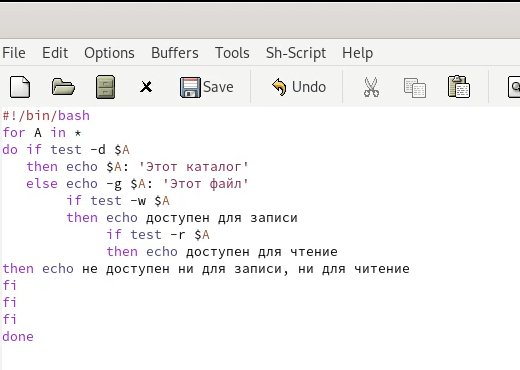 File Edit Options Buffers Tools Sh-Script Help
Save Undo
#!/bin/bash
for A in *
do if test -d $A
then echo $A: 'Этот каталог'
else echo -g $A: 'Этот файл'
if test -w $A
then echo доступен для записи
if test -r $A
then echo доступен для чтение
then echo не доступен ни для записи, ни для читение
fi
fi
fi
done